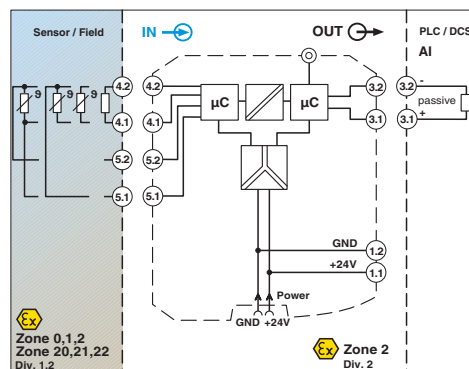 Sensor / Field
IN
OUT
PLC / DCS
AI
ϑ ϑ ϑ
4.2 4.2 µC µC 3.2 3.2 -
passive
4.1 4.1 3.1 3.1 +
5.2 5.2
5.1 5.1
GND 1.2
+24V 1.1
Power
GND +24V
Ex
Zone 0,1,2
Zone 20,21,22
Div. 1,2
Ex
Zone 2
Div. 2